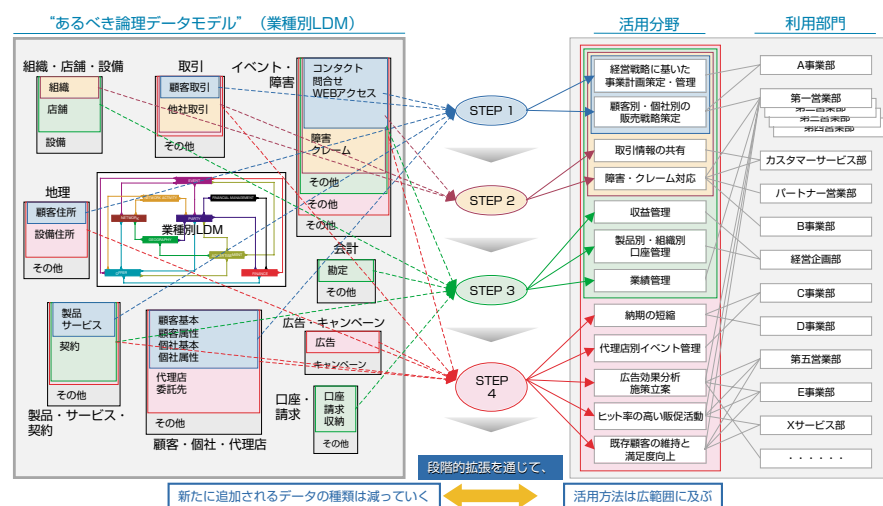 “あるべき論理データモデル”（業種別LDM）
活用分野
利用部門
組織・店舗・設備
組織
店舗
設備
取引
顧客取引
他社取引
その他
イベント・
障害
コンタクト
問合せ
WEBアクセス
障害
クレーム
その他
その他
その他
地理
顧客住所
設備住所
その他
業種別LDM
会計
勘定
その他
製品
サービス
契約
その他
製品・サービス・
契約
顧客基本
顧客属性
個社基本
個社属性
代理店
委託先
その他
顧客・個社・代理店
広告・キャンペーン
広告
キャンペーン
口座・
請求
口座
請求
収納
その他
STEP 1
STEP 2
STEP 3
STEP
4
経営戦略に基いた
事業計画策定・管理
顧客別・個社別の
販売戦略策定
取引情報の共有
障害・クレーム対応
収益管理
製品別・組織別
口座管理
業績管理
納期の短縮
代理店別イベント管理
広告効果分析
施策立案
ヒット率の高い販促活動
既存顧客の維持と
満足度向上
A事業部
第一営業部
第二営業部
第三営業部
第四営業部
カスタマーサービス部
パートナー営業部
B事業部
経営企画部
C事業部
D事業部
第五営業部
E事業部
Xサービス部
・・・・・・
段階的拡張を通じて、
新たに追加されるデータの種類は減っていく
活用方法は広範囲に及ぶ